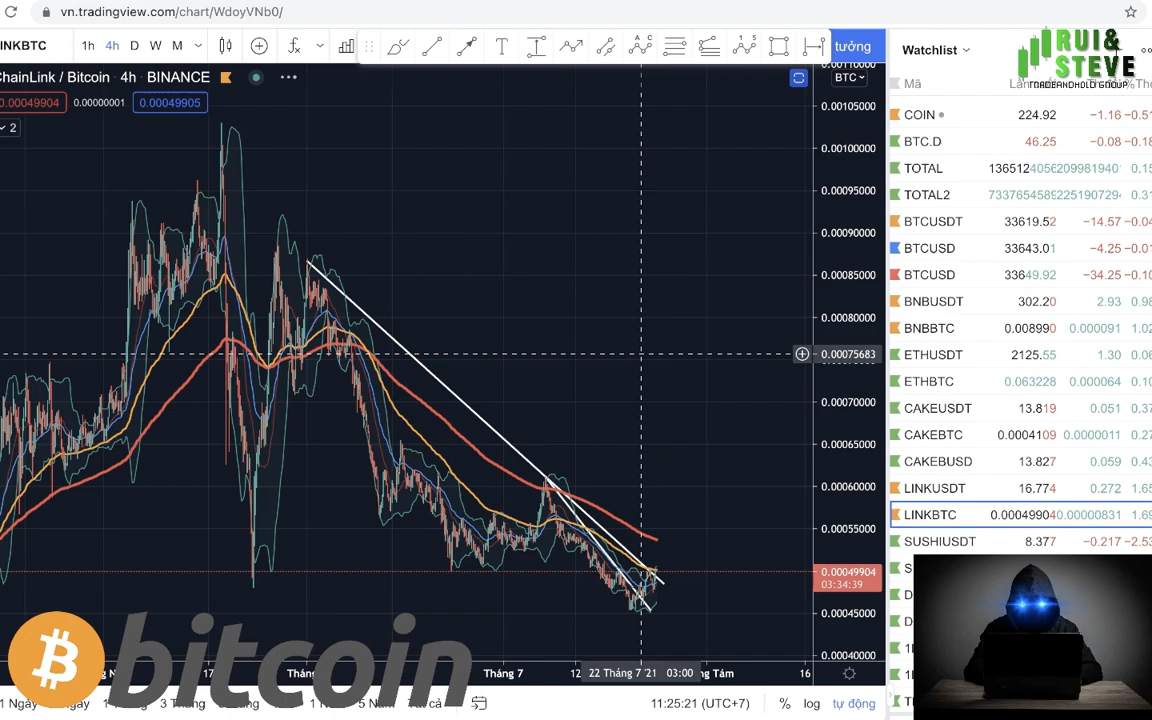 vn.tradingview.com/chart/WdoyVNb0/
INKBTC 1h 4h D W M tưởng
Watchlist
RUI&
STEVE
TRADEANDHOLD GROUP
ChainLink / Bitcoin · 4h · BINANCE
BTC
Mã
0.00049904 0.00000001 0.00049905
2
0.00105000
0.00100000
0.00095000
0.00090000
0.00085000
0.00080000
0.00075683
0.00070000
0.00065000
0.00060000
0.00055000
0.00049904
03:34:39
0.00045000
0.00040000
COIN 224.92 −1.16
BTC.D 46.25 −0.08
TOTAL
TOTAL2
BTCUSDT 33619.52 −14.57
BTCUSD 33643.01 −4.25
BTCUSD 33649.92 −34.25
BNBUSDT 302.20 2.93
BNBBTC 0.008990 0.000091
ETHUSDT 2125.55 1.30
ETHBTC 0.063228 0.000064
CAKEUSDT 13.819 0.051
CAKEBTC 0.0004109 0.0000011
CAKEBUSD 13.827 0.059
LINKUSDT 16.774 0.272
LINKBTC 0.00049904 0.00000831
SUSHIUSDT 8.377 −0.217
bitcoin
17 Tháng 7 12 22 Tháng 7 '21 03:00 16
11:25:21 (UTC+7) % log tự động